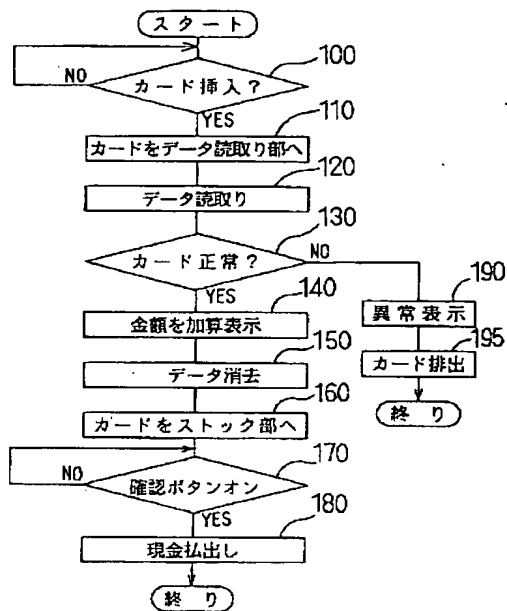 スタート
100
NO
カード挿入?
YES
110
カードをデータ読取り部へ
120
データ読取り
130
カード正常?
NO
YES
140
190
金額を加算表示
異常表示
150
195
データ消去
カード排出
160
カードをストック部へ
終り
170
NO
確認ボタンオン
YES
180
現金払出し
終り